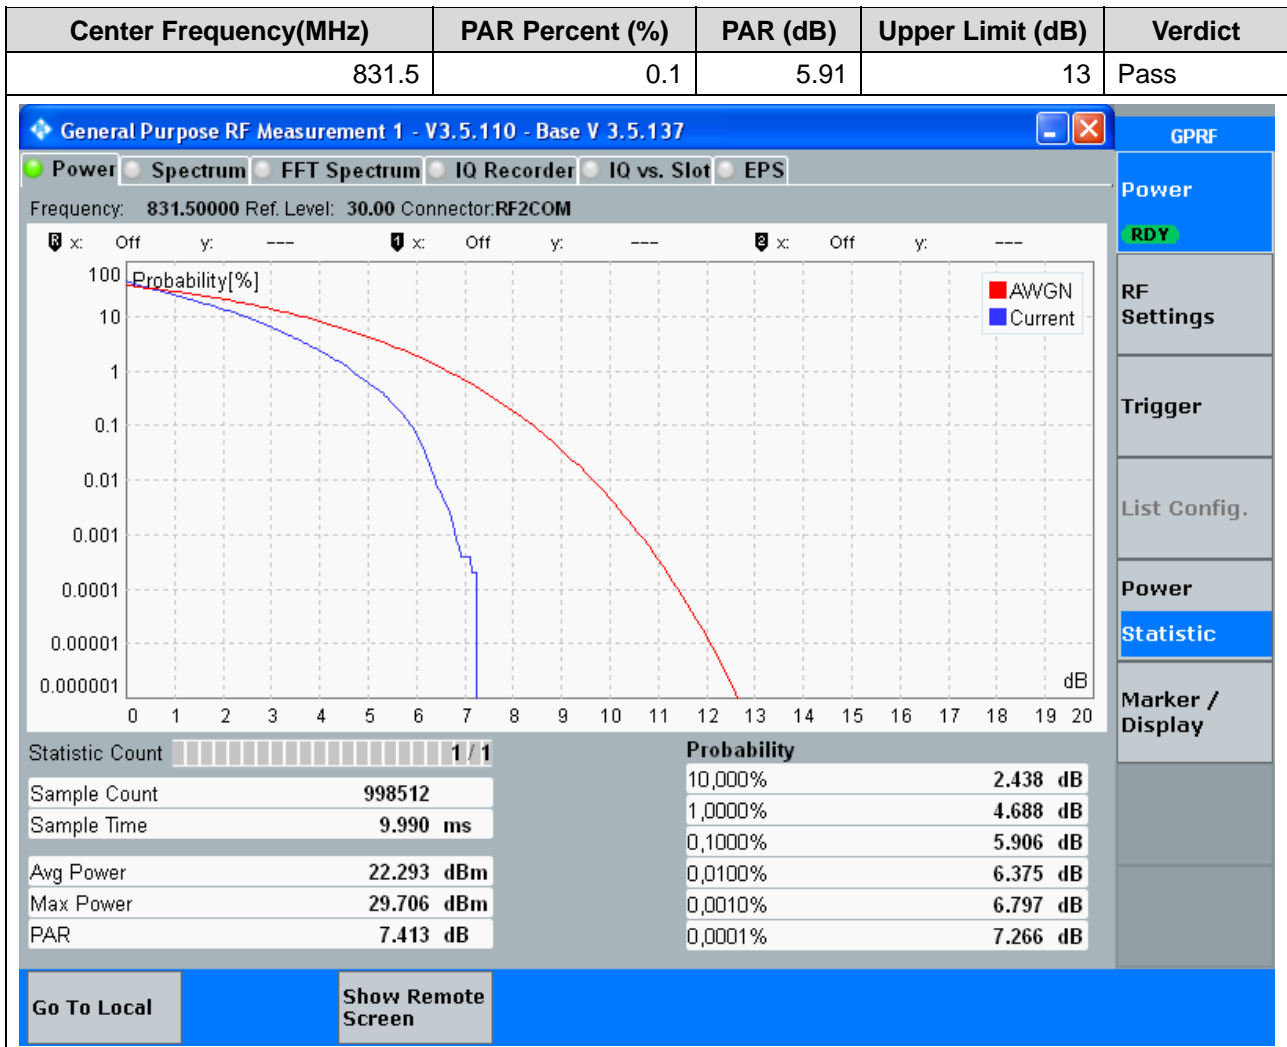 Center Frequency(MHz) PAR Percent (%) PAR (dB) Upper Limit (dB) Verdict
831.5 0.1 5.91 13 Pass
General Purpose RF Measurement 1 - V3.5.110 - Base V 3.5.137
GPRF
Power Spectrum FFT Spectrum IQ Recorder IQ vs. Slot EPS
Power
RDY
Frequency: 831.50000 Ref. Level: 30.00 Connector:RF2COM
R x: Off y: --- 1 x: Off y: --- 2 x: Off y: ---
Probability[%]
100
10
1
0.1
0.01
0.001
0.0001
0.00001
0.000001
AWGN
Current
dB
0 1 2 3 4 5 6 7 8 9 10 11 12 13 14 15 16 17 18 19 20
RF
Settings
Trigger
List Config.
Power
Statistic
Marker /
Display
Statistic Count 1 / 1
Sample Count 998512
Sample Time 9.990 ms
Avg Power 22.293 dBm
Max Power 29.706 dBm
PAR 7.413 dB
Probability
10,000% 2.438 dB
1,0000% 4.688 dB
0,1000% 5.906 dB
0,0100% 6.375 dB
0,0010% 6.797 dB
0,0001% 7.266 dB
Go To Local
Show Remote
Screen